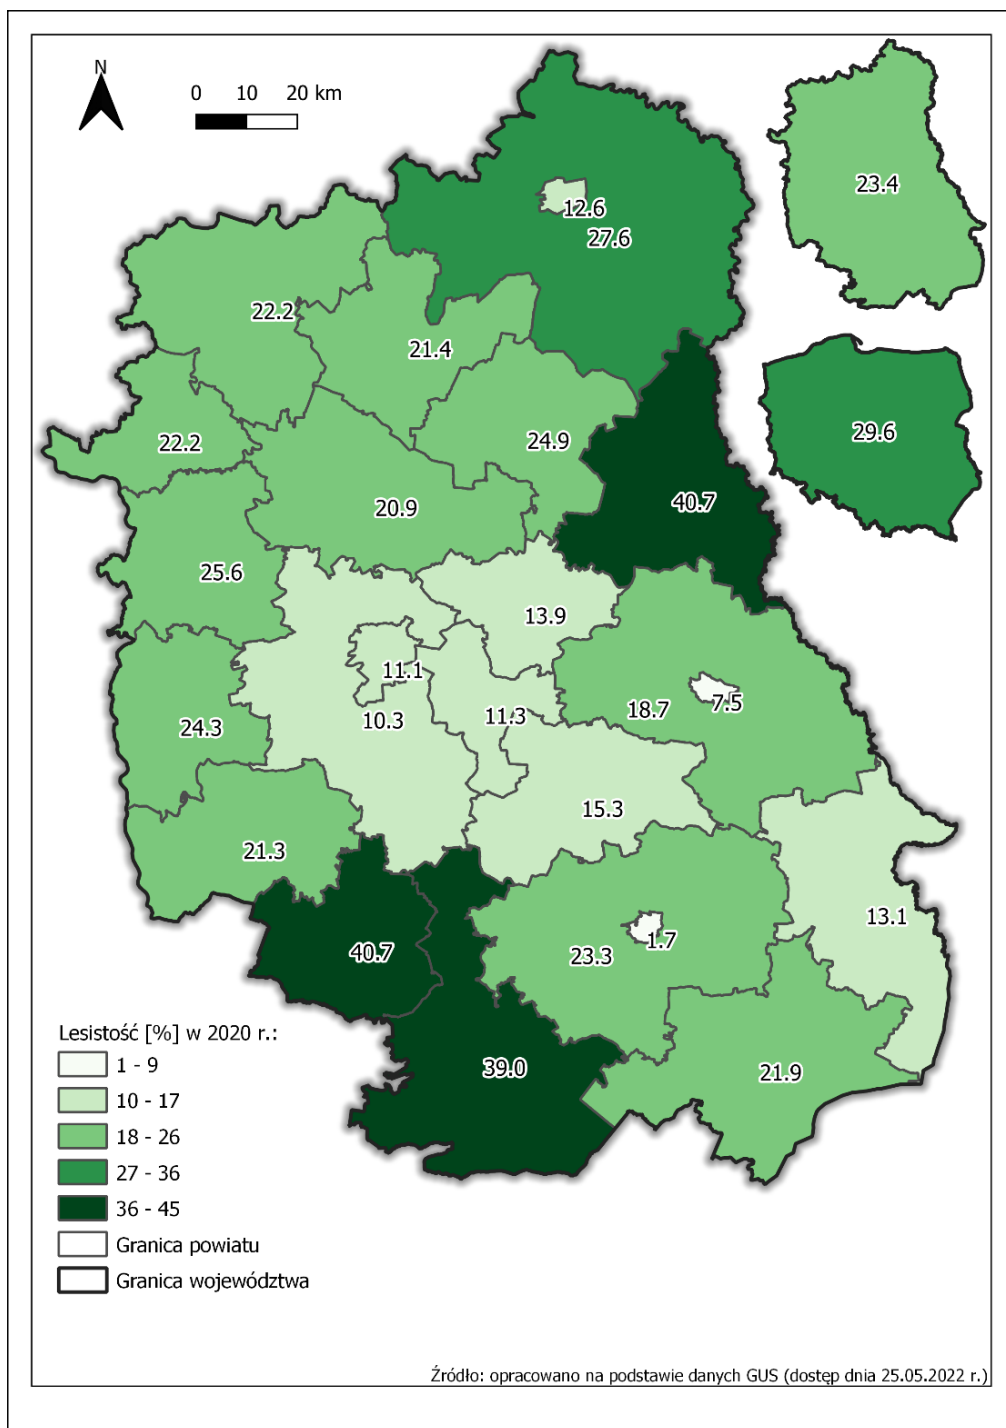 N
0 10 20 km
23.4
12.6
27.6
22.2
21.4
29.6
22.2
24.9
20.9
40.7
25.6
13.9
11.1
18.7
7.5
24.3
10.3
11.3
15.3
21.3
13.1
40.7
23.3
1.7
39.0
21.9
Lesistość [%] w 2020 r.:
1 - 9
10 - 17
18 - 26
27 - 36
36 - 45
Granica powiatu
Granica województwa
Źródło: opracowano na podstawie danych GUS (dostęp dnia 25.05.2022 r.)